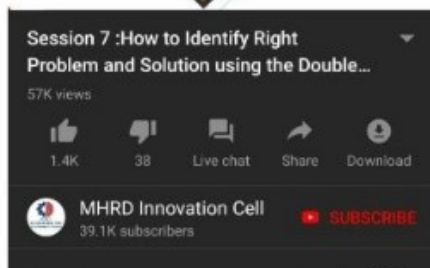 Session 7 :How to Identify Right
Problem and Solution using the Double...
57K views
1.4K 38 Live chat Share Download
MHRD Innovation Cell
39.1K subscribers
SUBSCRIBE